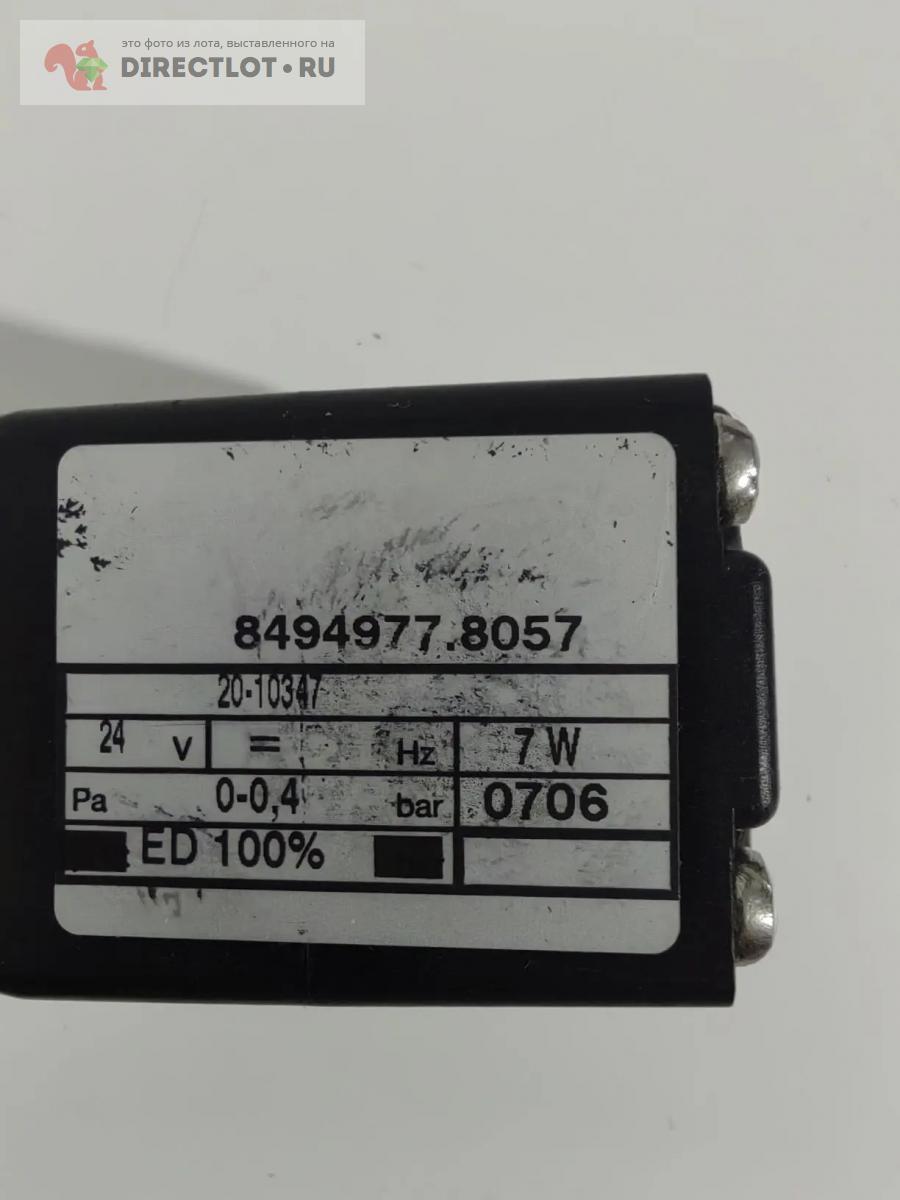 это фото из лота, выставленного на
DIRECTLOT.RU
8494977.8057
20-10347
24 V = Hz 7 W
Pa 0-0,4 bar 0706
ED 100%